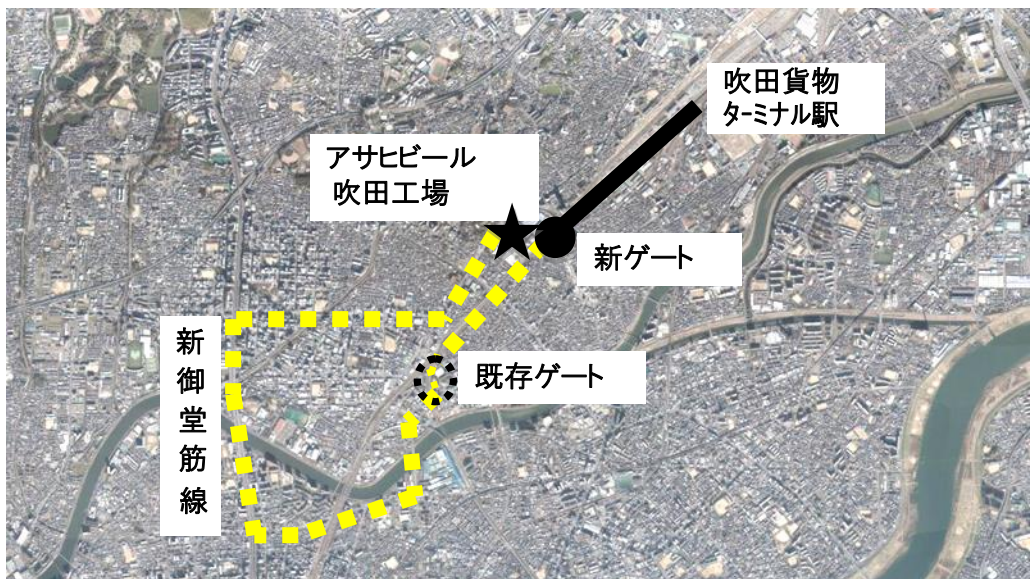 吹田貨物
ターミナル駅
アサヒビール
吹田工場
新ゲート
既存ゲート
新御堂筋線